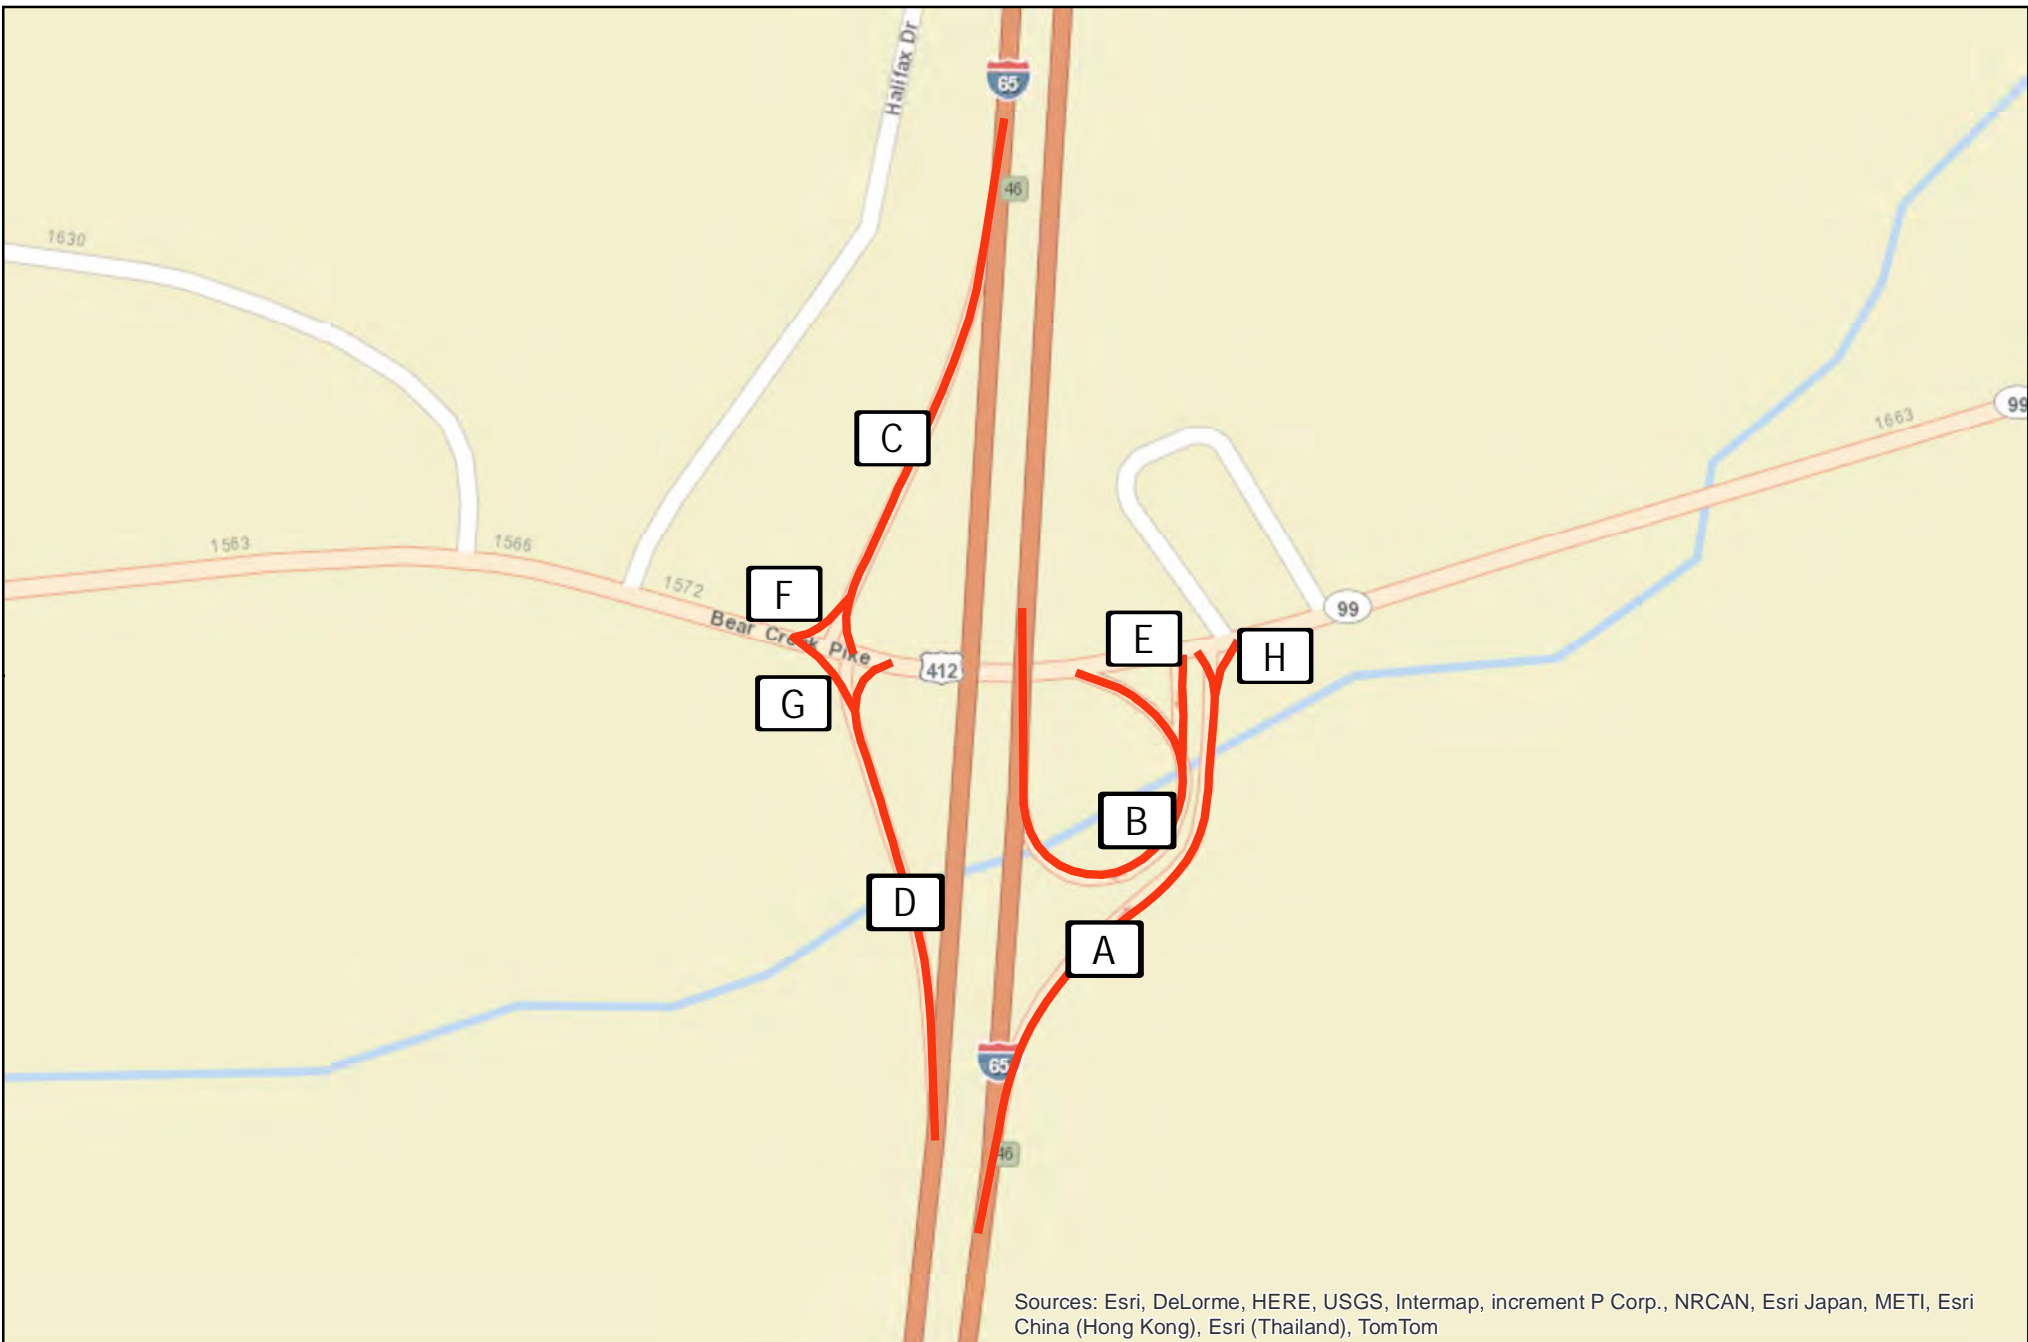 Halifax Dr
65
46
1630
1663
99
C
1563
1566
1572
F
99
Bear Creek Pike
E
H
412
G
B
D
A
65
46
Sources: Esri, DeLorme, HERE, USGS, Intermap, increment P Corp., NRCAN, Esri Japan, METI, Esri
China (Hong Kong), Esri (Thailand), TomTom